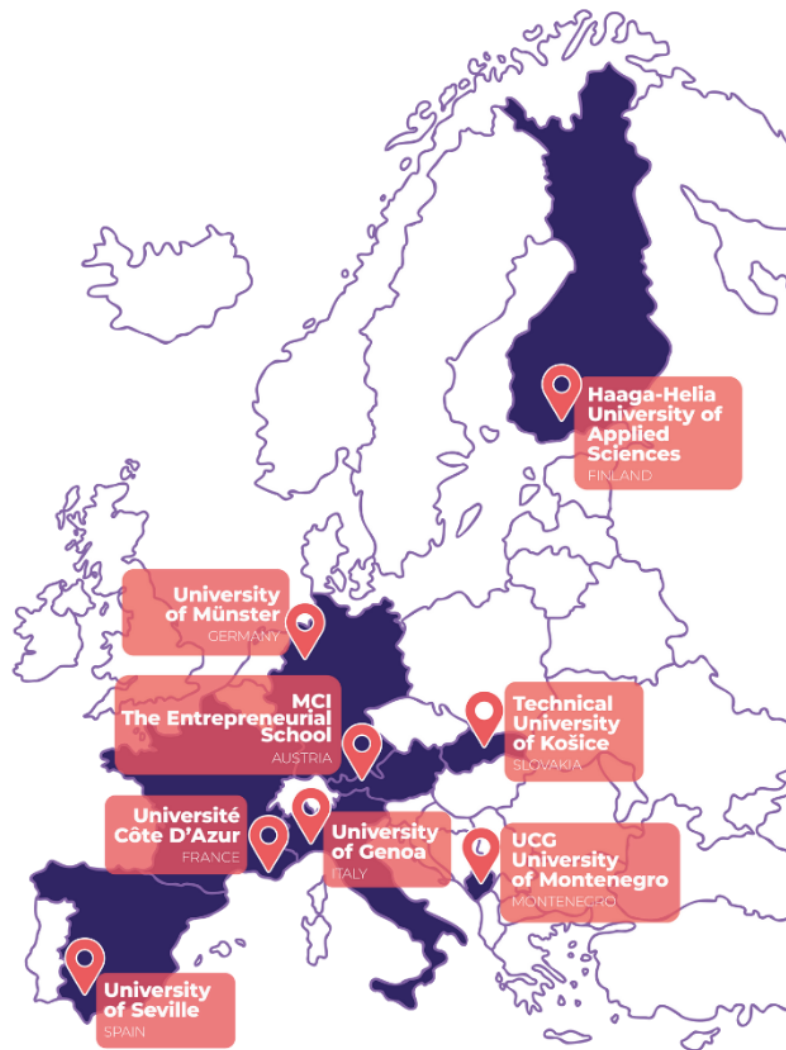 Haaga-Helia
University of
Applied
Sciences
FINLAND
University
of Münster
GERMANY
MCI
The Entrepreneurial
School
AUSTRIA
Technical
University
of Košice
SLOVAKIA
Université
Côte D'Azur
FRANCE
University
of Genoa
ITALY
UCG
University
of Montenegro
MONTENEGRO
University
of Seville
SPAIN